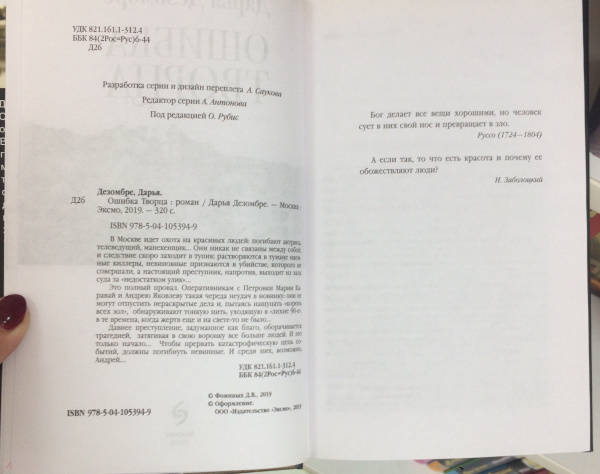 УДК 821.161.1-312.4
ББК 84(2Рос=Рус)6-44
Д26
Разработка серии и дизайн переплета А. Саукова
Редактор серии А. Антонова
Под редакцией О. Рубис
Дезомбре, Дарья.
Д26 Ошибка Творца : роман / Дарья Дезомбре. — Москва :
Эксмо, 2019. — 320 с.
ISBN 978-5-04-105394-9
В Москве идет охота на красивых людей: погибают актриса,
телеведущий, манекенщик... Они никак не связаны между собой,
и следствие скоро заходит в тупик: растворяются в тумане наем-
ные киллеры, невиновные признаются в убийстве, которого не
совершали, а настоящий преступник, напротив, выходит из зала
суда за «недостатком улик»...
Это полный провал. Оперативникам с Петровки Марии Ка-
равай и Андрею Яковлеву такая череда неудач в новинку: они не
могут отпустить нераскрытые дела и, пытаясь нащупать «корень
всех зол», обнаруживают тонкую нить, уходящую в «лихие 90-е»,
в те времена, когда жертв еще и на свете-то не было...
Давнее преступление, задуманное как благо, оборачивается
трагедией, затягивая в свою воронку все больше людей. И это
только начало... Чтобы прервать катастрофическую цепь со-
бытий, должны погибнуть невинные. И среди них, возможно,
Андрей...
УДК 821.161.1-312.4
ББК 84(2Рос=Рус)6-44
© Фоминых Д.В., 2019
© Оформление.
ООО «Издательство «Эксмо», 2019
ISBN 978-5-04-105394-9
Бог делает все вещи хорошими, но человек
сует в них свой нос и превращает в зло.
Руссо (1724—1804)
А если так, то что есть красота и почему ее
обожествляют люди?
Н. Заболоцкий